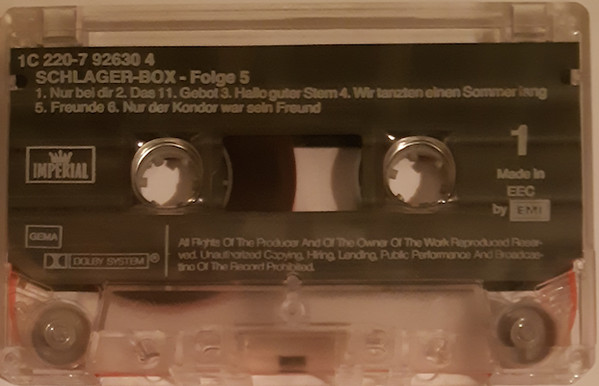 1C 220-7 92630 4
SCHLAGER-BOX - Folge 5
1. Nur bei dir 2. Das 11. Gebot 3. Hallo guter Stern 4. Wir tanzten einen Sommer lang
5. Freunde 6. Nur der Kondor war sein Freund
IMPERIAL
1
Made in
EEC
by EMI
GEMA
DOLBY SYSTEM®
All Rights Of The Producer And Of The Owner Of The Work Reproduced Reser-
ved. Unauthorized Copying, Hiring, Lending, Public Performance And Broadcas-
ting Of The Record Prohibited.